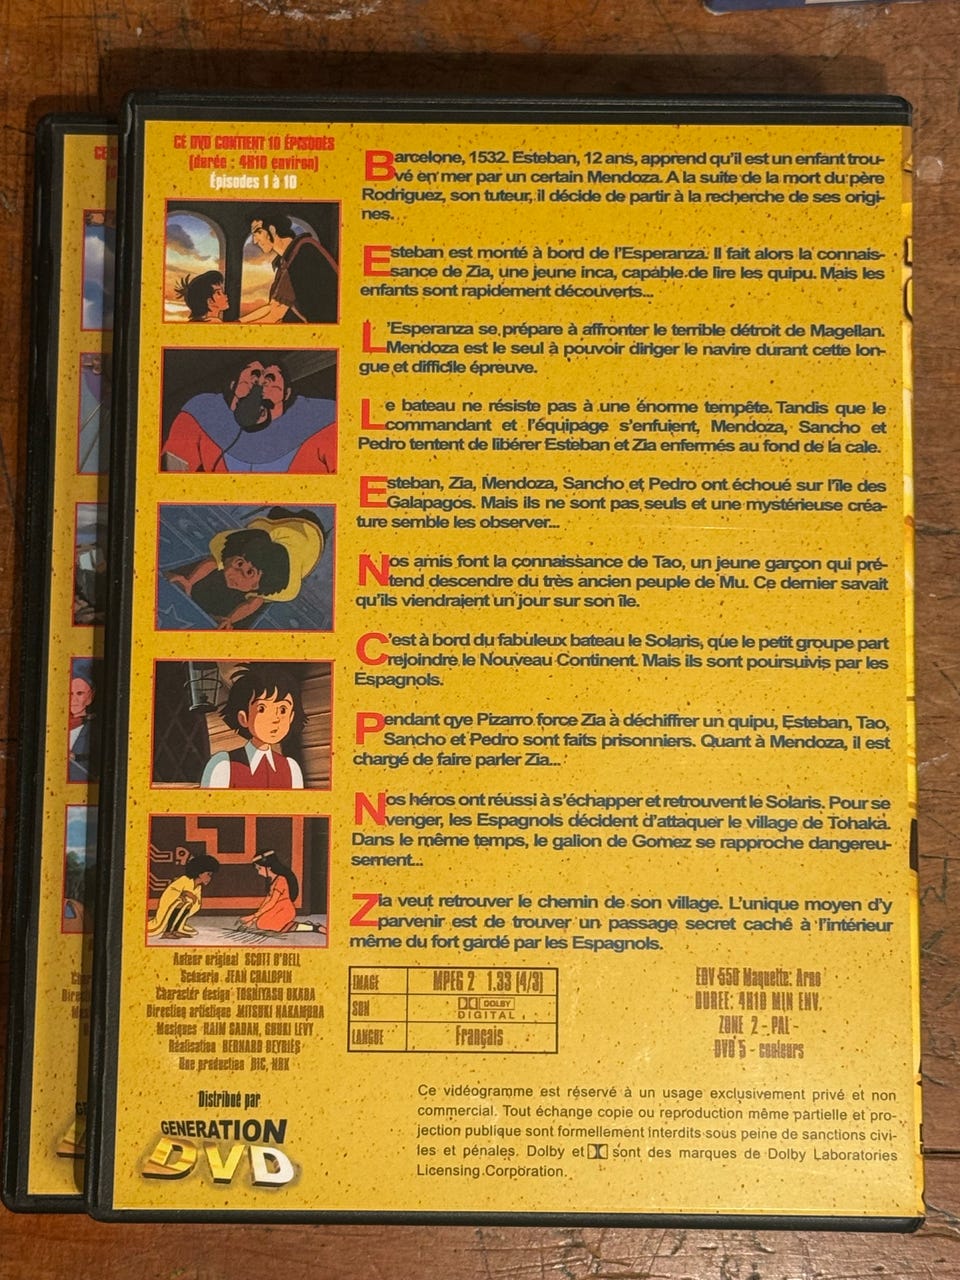 CE DVD CONTIENT 10 ÉPISODES
(durée : 4H10 environ)
Épisodes 1 à 10
Barcelone, 1532. Esteban, 12 ans, apprend qu'il est un enfant trou-
vé en mer par un certain Mendoza. A la suite de la mort du père
Rodriguez, son tuteur, il décide de partir à la recherche de ses origi-
nes.
Esteban est monté à bord de l'Esperanza. Il fait alors la connais-
sance de Zia, une jeune inca, capable de lire les quipu. Mais les
enfants sont rapidement découverts...
L'Esperanza se prépare à affronter le terrible détroit de Magellan.
Mendoza est le seul à pouvoir diriger le navire durant cette lon-
gue et difficile épreuve.
Le bateau ne résiste pas à une énorme tempête. Tandis que le
commandant et l'équipage s'enfuient, Mendoza, Sancho et
Pedro tentent de libérer Esteban et Zia enfermés au fond de la cale.
Esteban, Zia, Mendoza, Sancho et Pedro ont échoué sur l'île des
Galapagos. Mais ils ne sont pas seuls et une mystérieuse créa-
ture semble les observer...
Nos amis font la connaissance de Tao, un jeune garçon qui pré-
tend descendre du très ancien peuple de Mu. Ce dernier savait
qu'ils viendraient un jour sur son île.
C'est à bord du fabuleux bateau le Solaris, que le petit groupe part
rejoindre le Nouveau Continent. Mais ils sont poursuivis par les
Espagnols.
Pendant qye Pizarro force Zia à déchiffrer un quipu, Esteban, Tao,
Sancho et Pedro sont faits prisonniers. Quant à Mendoza, il est
chargé de faire parler Zia...
Nos héros ont réussi à s'échapper et retrouvent le Solaris. Pour se
venger, les Espagnols décident d'attaquer le village de Tohaka.
Dans le même temps, le galion de Gomez se rapproche dangereu-
sement...
Zia veut retrouver le chemin de son village. L'unique moyen d'y
parvenir est de trouver un passage secret caché à l'intérieur
même du fort gardé par les Espagnols.
Auteur original SCOTT O'DELL
Scénario JEAN CHALOPIN
Character design TOSHIYASU OKADA
Direction artistique MITSUKI NAKAMURA
Musiques HAIM SABAN, SHUKI LEVY
Réalisation BERNARD DEYRIÈS
Une production DIC, NHK
Distribué par
GENERATION
DVD
IMAGE MPEG 2 1.33 (4/3)
SON DOLBY
DIGITAL
LANGUE Français
EDV 550 Maquette: Arno
DUREE: 4H10 MIN ENV.
ZONE 2 - PAL -
DVD 5 - couleurs
Ce vidéogramme est réservé à un usage exclusivement privé et non
commercial. Tout échange copie ou reproduction même partielle et pro-
jection publique sont formellement interdits sous peine de sanctions civi-
les et pénales. Dolby et sont des marques de Dolby Laboratories
Licensing Corporation.